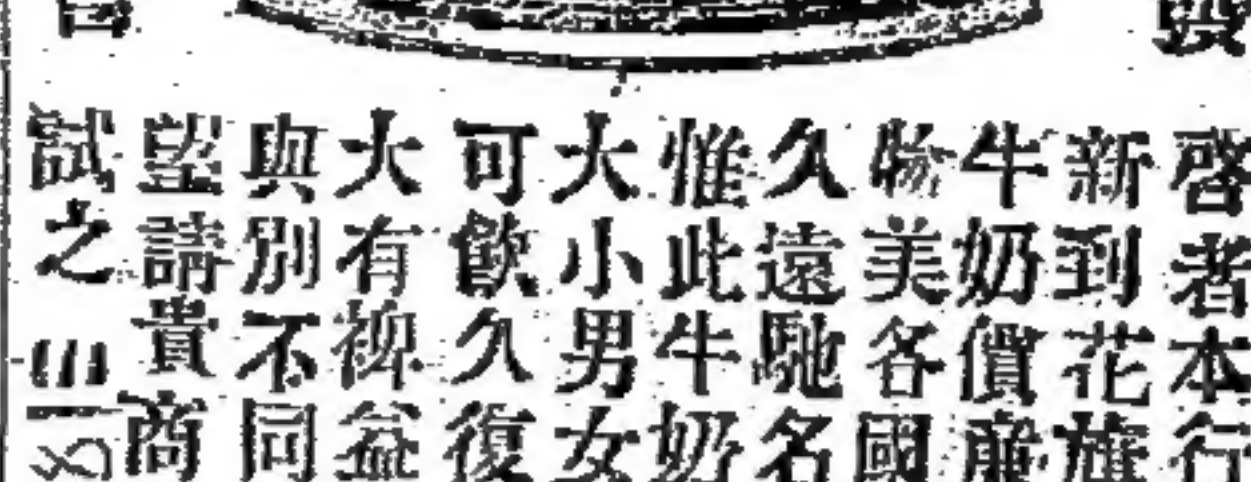 啓者本行
新到花旗
牛奶價廉
物美各國
久遠馳名
惟此牛奶
大小男女
可飲久復
大有裨益
與別不同
望請貴商
試之